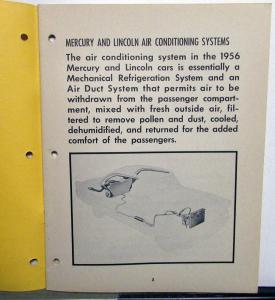 MERCURY AND LINCOLN AIR CONDITIONING SYSTEMS
The air conditioning system in the 1956
Mercury and Lincoln cars is essentially a
Mechanical Refrigeration System and an
Air Duct System that permits air to be
withdrawn from the passenger compart-
ment, mixed with fresh outside air, fil-
tered to remove pollen and dust, cooled,
dehumidified, and returned for the added
comfort of the passengers.